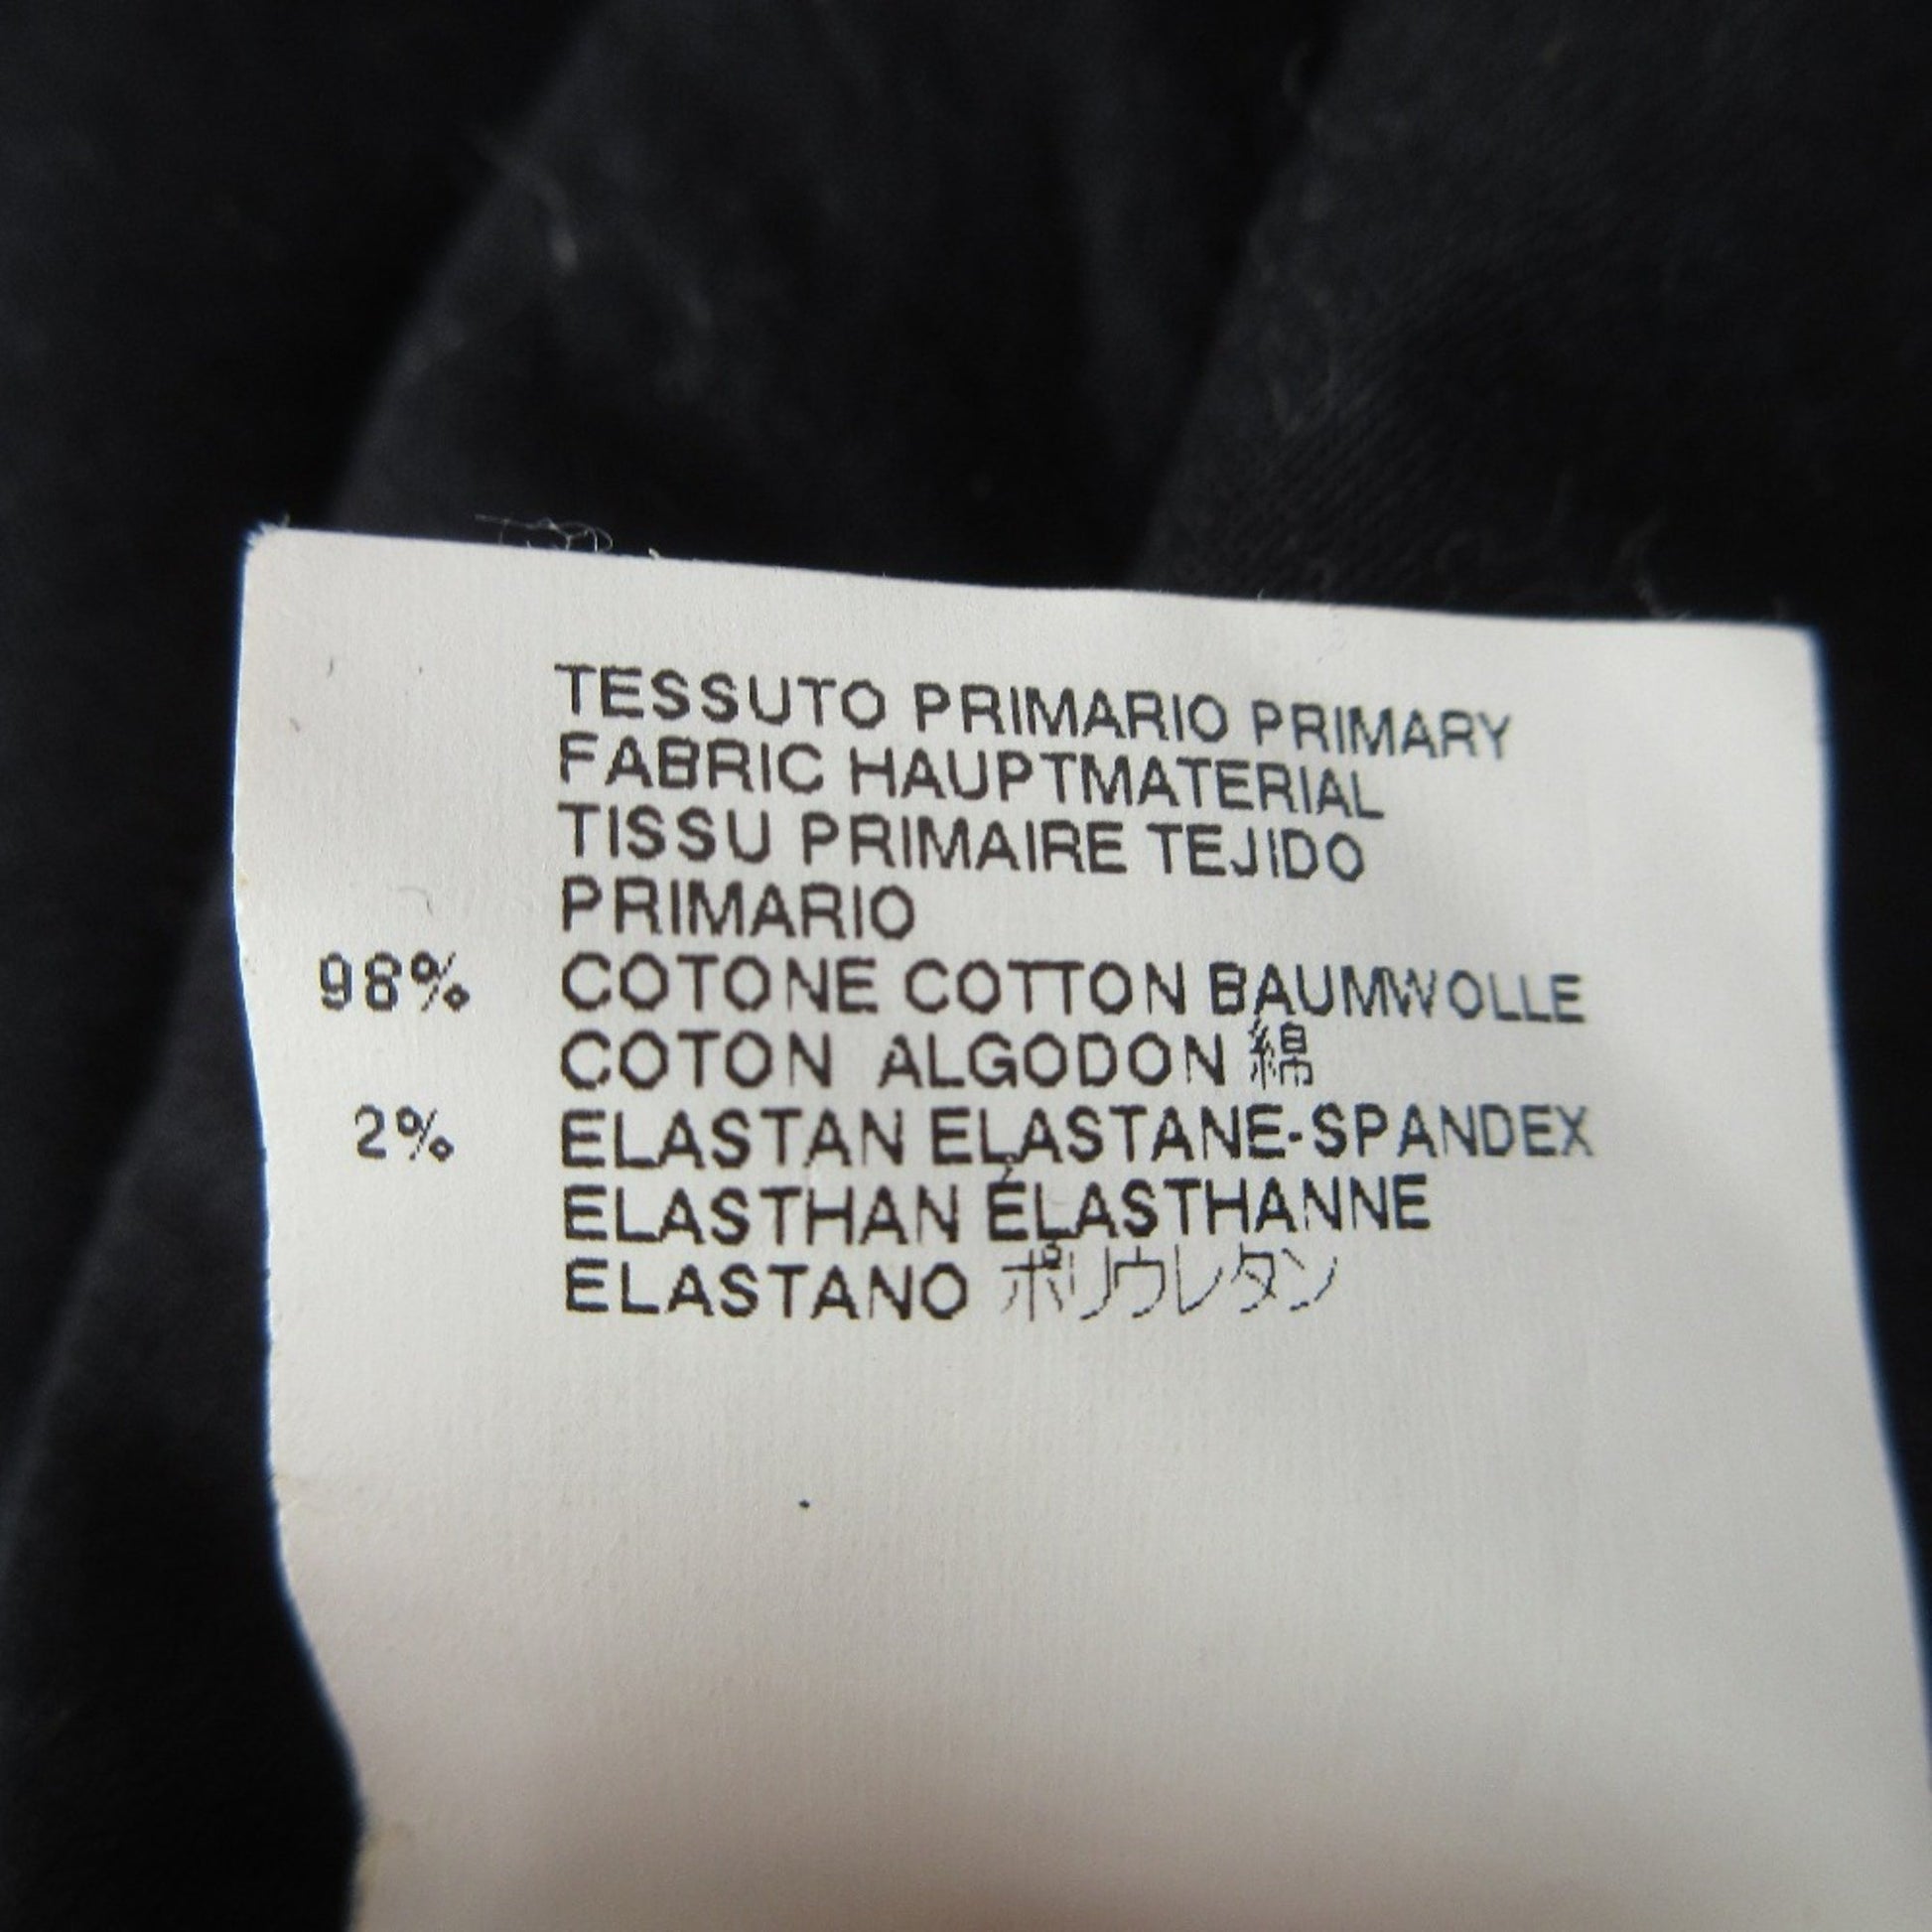 TESSUTO PRIMARIO PRIMARY
FABRIC HAUPTMATERIAL
TISSU PRIMAIRE TEJIDO
PRIMARIO
98% COTONE COTTON BAUMWOLLE
COTON ALGODON 綿
2% ELASTAN ELASTANE-SPANDEX
ELASTHAN ÉLASTHANNE
ELASTANO ポリウレタン